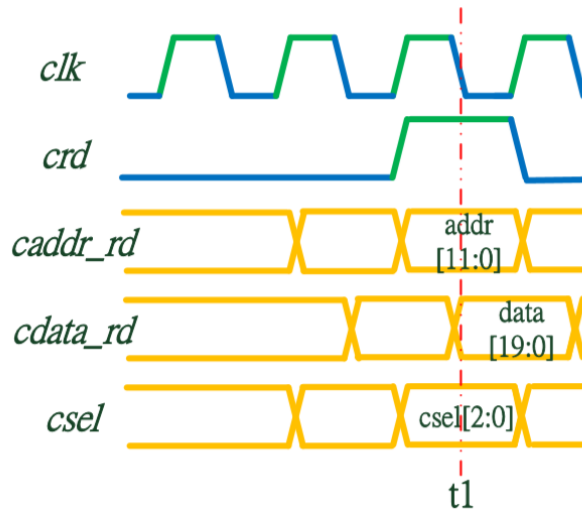 clk
crd
caddr_rd
addr
[11:0]
cdata_rd
data
[19:0]
csel
csel[2:0]
t1